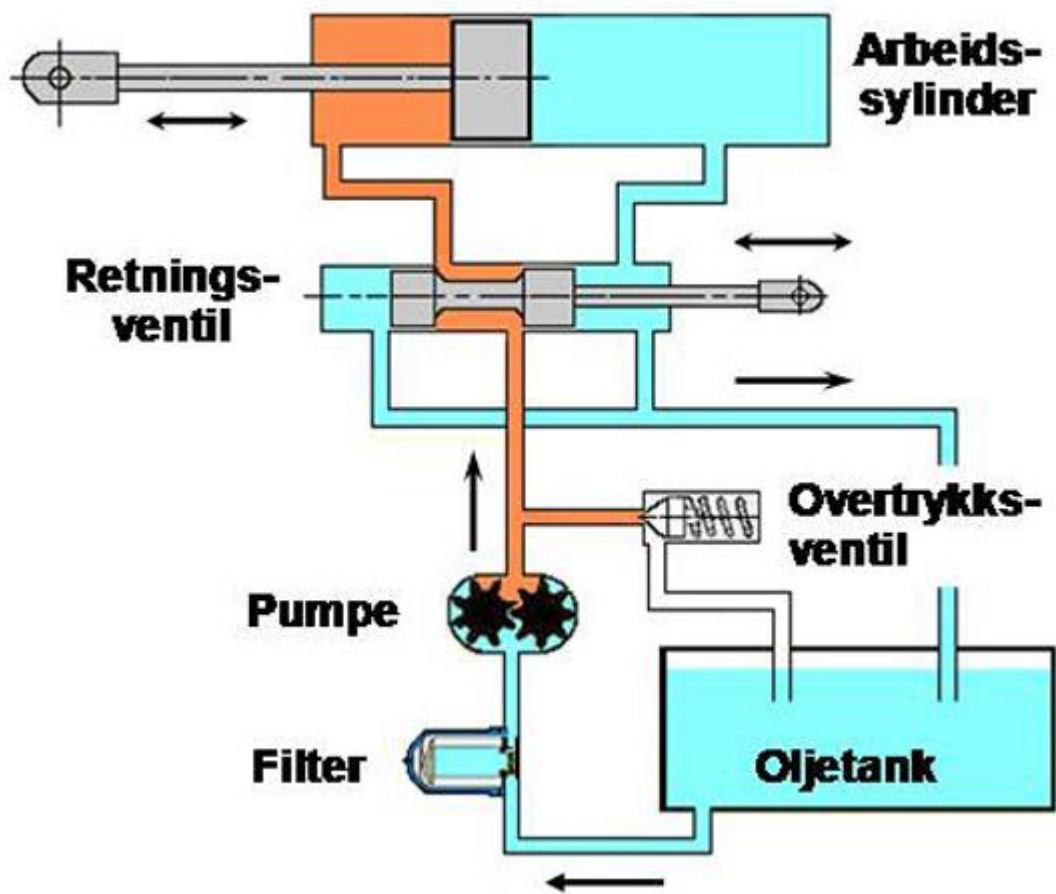 Arbeids-
sylinder
Retnings-
ventil
Overtrykks-
ventil
Pumpe
Filter
Oljetank